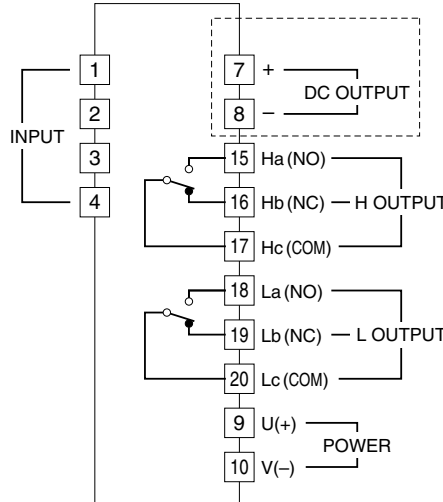 1
2
INPUT
3
4
7 +
DC OUTPUT
8 −
15 Ha (NO)
16 Hb (NC) H OUTPUT
17 Hc (COM)
18 La (NO)
19 Lb (NC) L OUTPUT
20 Lc (COM)
9 U(+)
POWER
10 V(−)